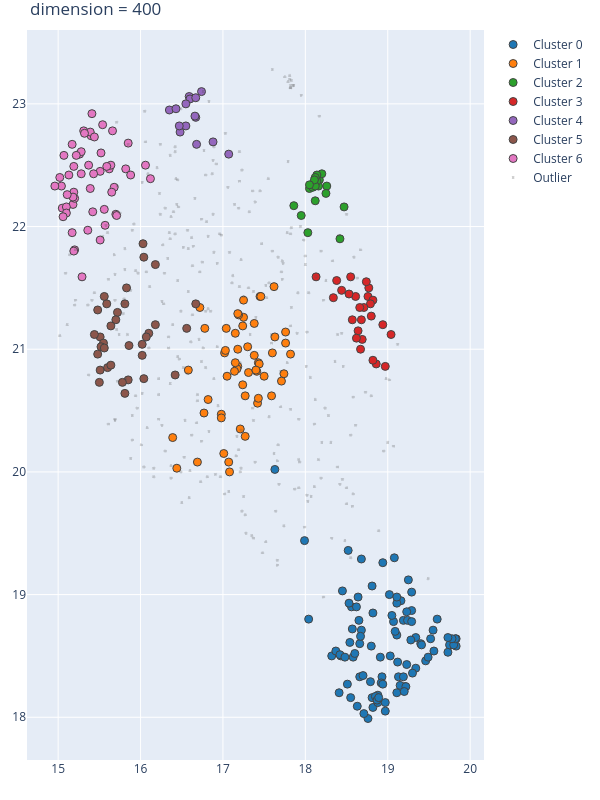 dimension = 400
Cluster 0
Cluster 1
Cluster 2
Cluster 3
Cluster 4
Cluster 5
Cluster 6
Outlier
23
22
21
20
19
18
15 16 17 18 19 20